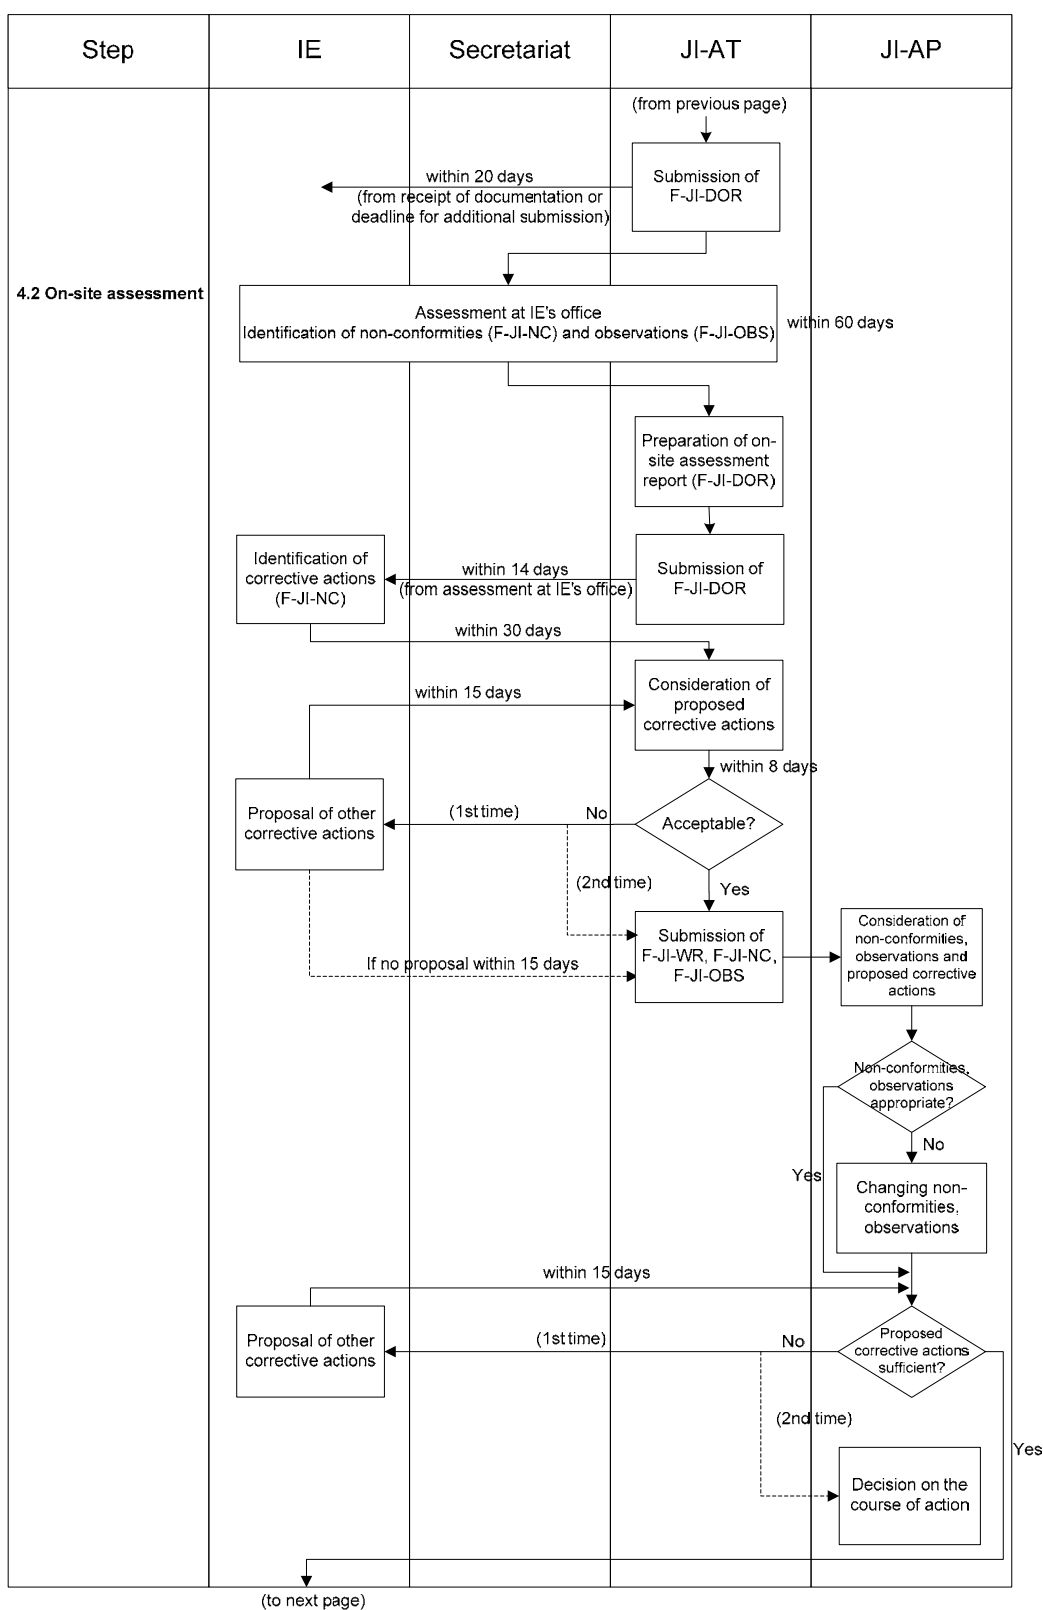 Step
IE
Secretariat
JI-AT
JI-AP
(from previous page)
Submission of
F-JI-DOR
within 20 days
(from receipt of documentation or
deadline for additional submission)
4.2 On-site assessment
Assessment at IE's office
Identification of non-conformities (F-JI-NC) and observations (F-JI-OBS)
within 60 days
Preparation of on-
site assessment
report (F-JI-DOR)
Identification of
corrective actions
(F-JI-NC)
within 14 days
(from assessment at IE's office)
Submission of
F-JI-DOR
within 30 days
within 15 days
Consideration of
proposed
corrective actions
within 8 days
Proposal of other
corrective actions
(1st time)
No
Acceptable?
(2nd time)
Yes
If no proposal within 15 days
Submission of
F-JI-WR, F-JI-NC,
F-JI-OBS
Consideration of
non-conformities,
observations and
proposed corrective
actions
Non-conformities,
observations
appropriate?
No
Yes
Changing non-
conformities,
observations
within 15 days
Proposal of other
corrective actions
(1st time)
No
Proposed
corrective actions
sufficient?
(2nd time)
Yes
Decision on the
course of action
(to next page)